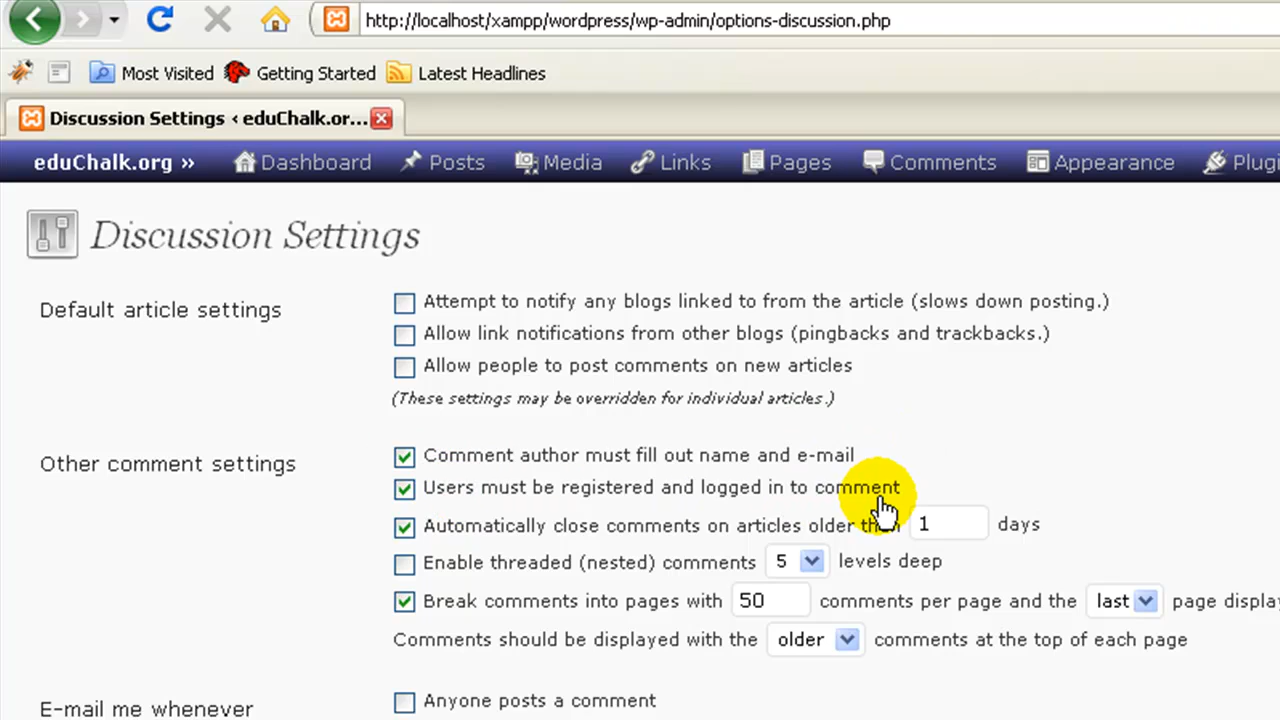 http://localhost/xampp/wordpress/wp-admin/options-discussion.php
Most Visited Getting Started Latest Headlines
Discussion Settings ‹ eduChalk.or...
eduChalk.org » Dashboard Posts Media Links Pages Comments Appearance
Discussion Settings
Default article settings
Attempt to notify any blogs linked to from the article (slows down posting.)
Allow link notifications from other blogs (pingbacks and trackbacks.)
Allow people to post comments on new articles
(These settings may be overridden for individual articles.)
Other comment settings
Comment author must fill out name and e-mail
Users must be registered and logged in to comment
Automatically close comments on articles older than 1 days
Enable threaded (nested) comments 5 levels deep
Break comments into pages with 50 comments per page and the last page
Comments should be displayed with the older comments at the top of each page
E-mail me whenever
Anyone posts a comment